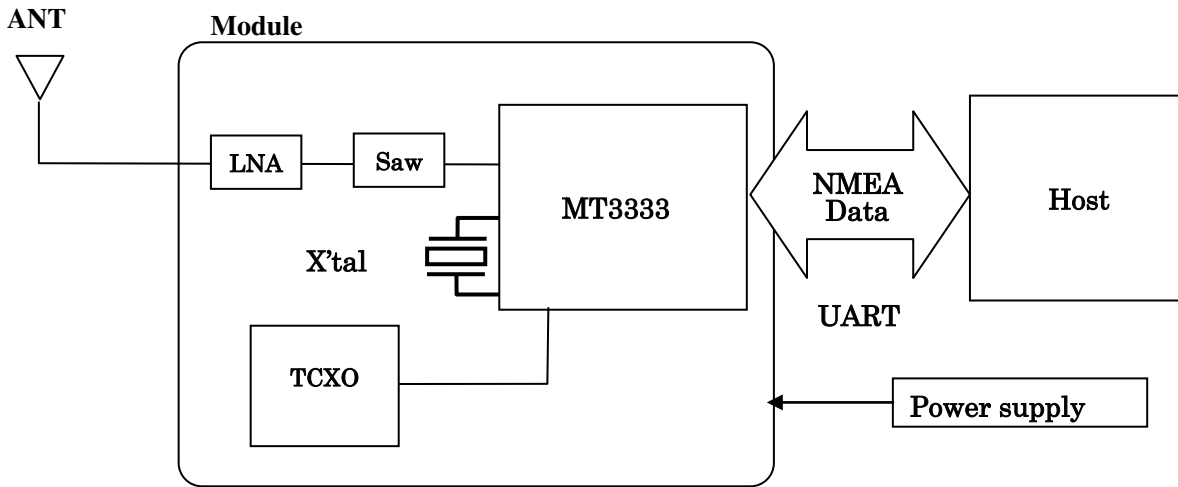 ANT
Module
LNA
Saw
MT3333
NMEA
Data
Host
X'tal
UART
TCXO
Power supply